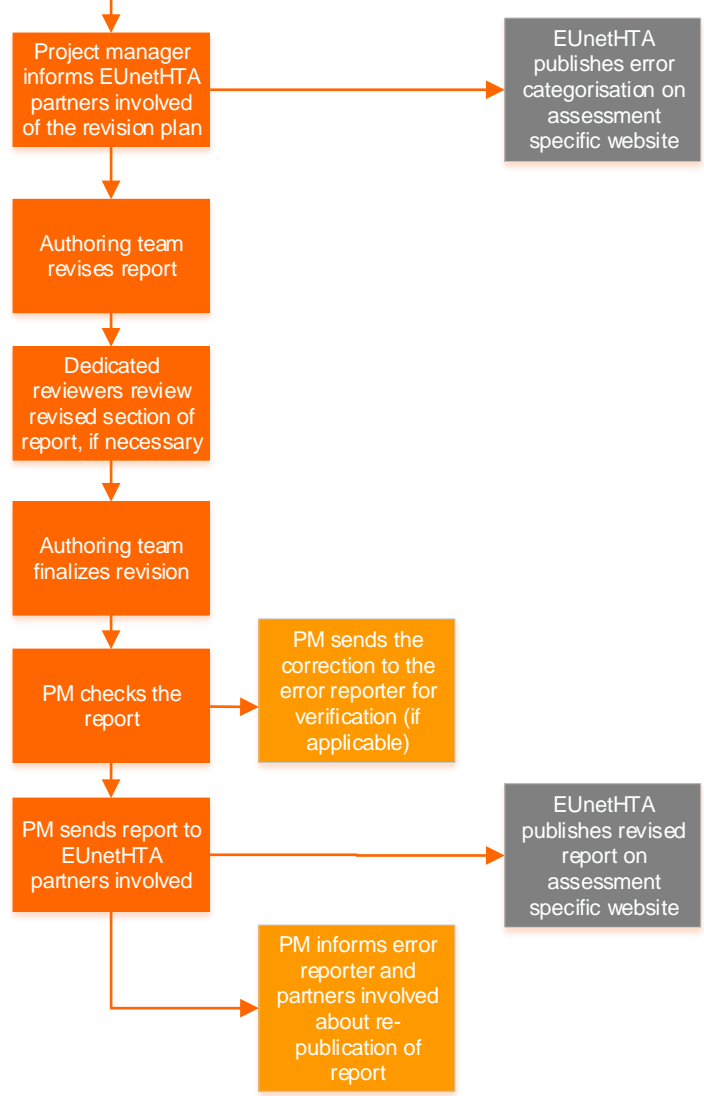 Project manager
informs EUnetHTA
partners involved
of the revision plan
EUnetHTA
publishes error
categorisation on
assessment
specific website
Authoring team
revises report
Dedicated
reviewers review
revised section of
report, if necessary
Authoring team
finalizes revision
PM checks the
report
PM sends the
correction to the
error reporter for
verification (if
applicable)
PM sends report to
EUnetHTA
partners involved
EUnetHTA
publishes revised
report on
assessment
specific website
PM informs error
reporter and
partners involved
about re-
publication of
report